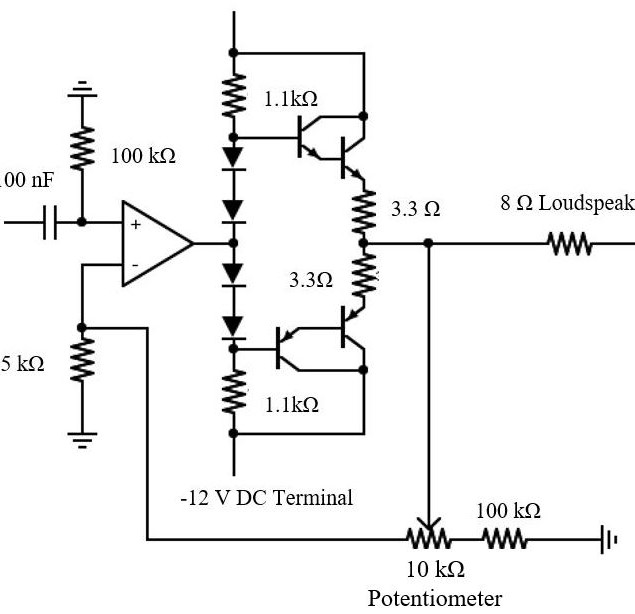 1.1kΩ
100 kΩ
00 nF
+
3.3 Ω
8 Ω Loudspeak
-
3.3Ω
5 kΩ
1.1kΩ
-12 V DC Terminal
100 kΩ
10 kΩ
Potentiometer